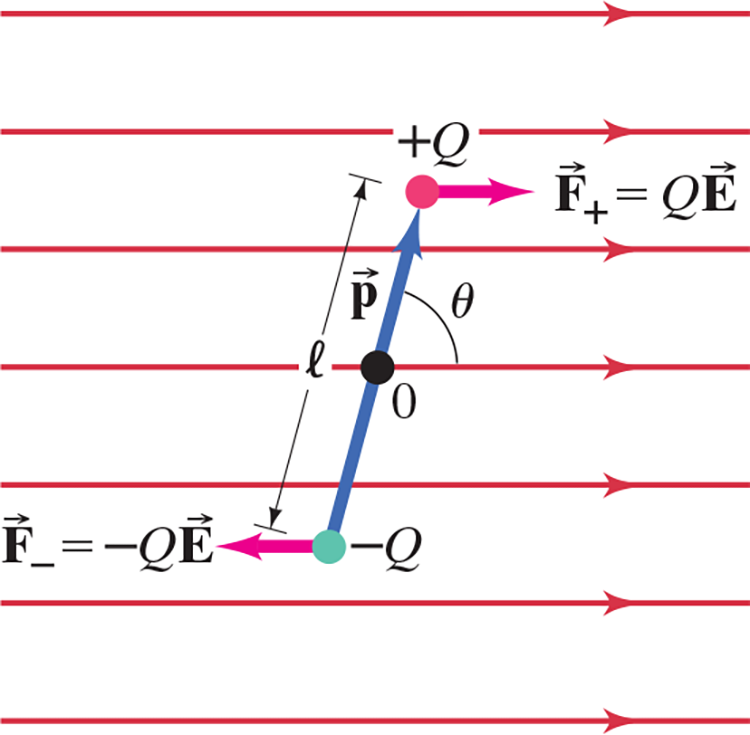 +Q
F⃗₊ = QE⃗
p⃗
θ
ℓ
0
F⃗₋ = −QE⃗
−Q